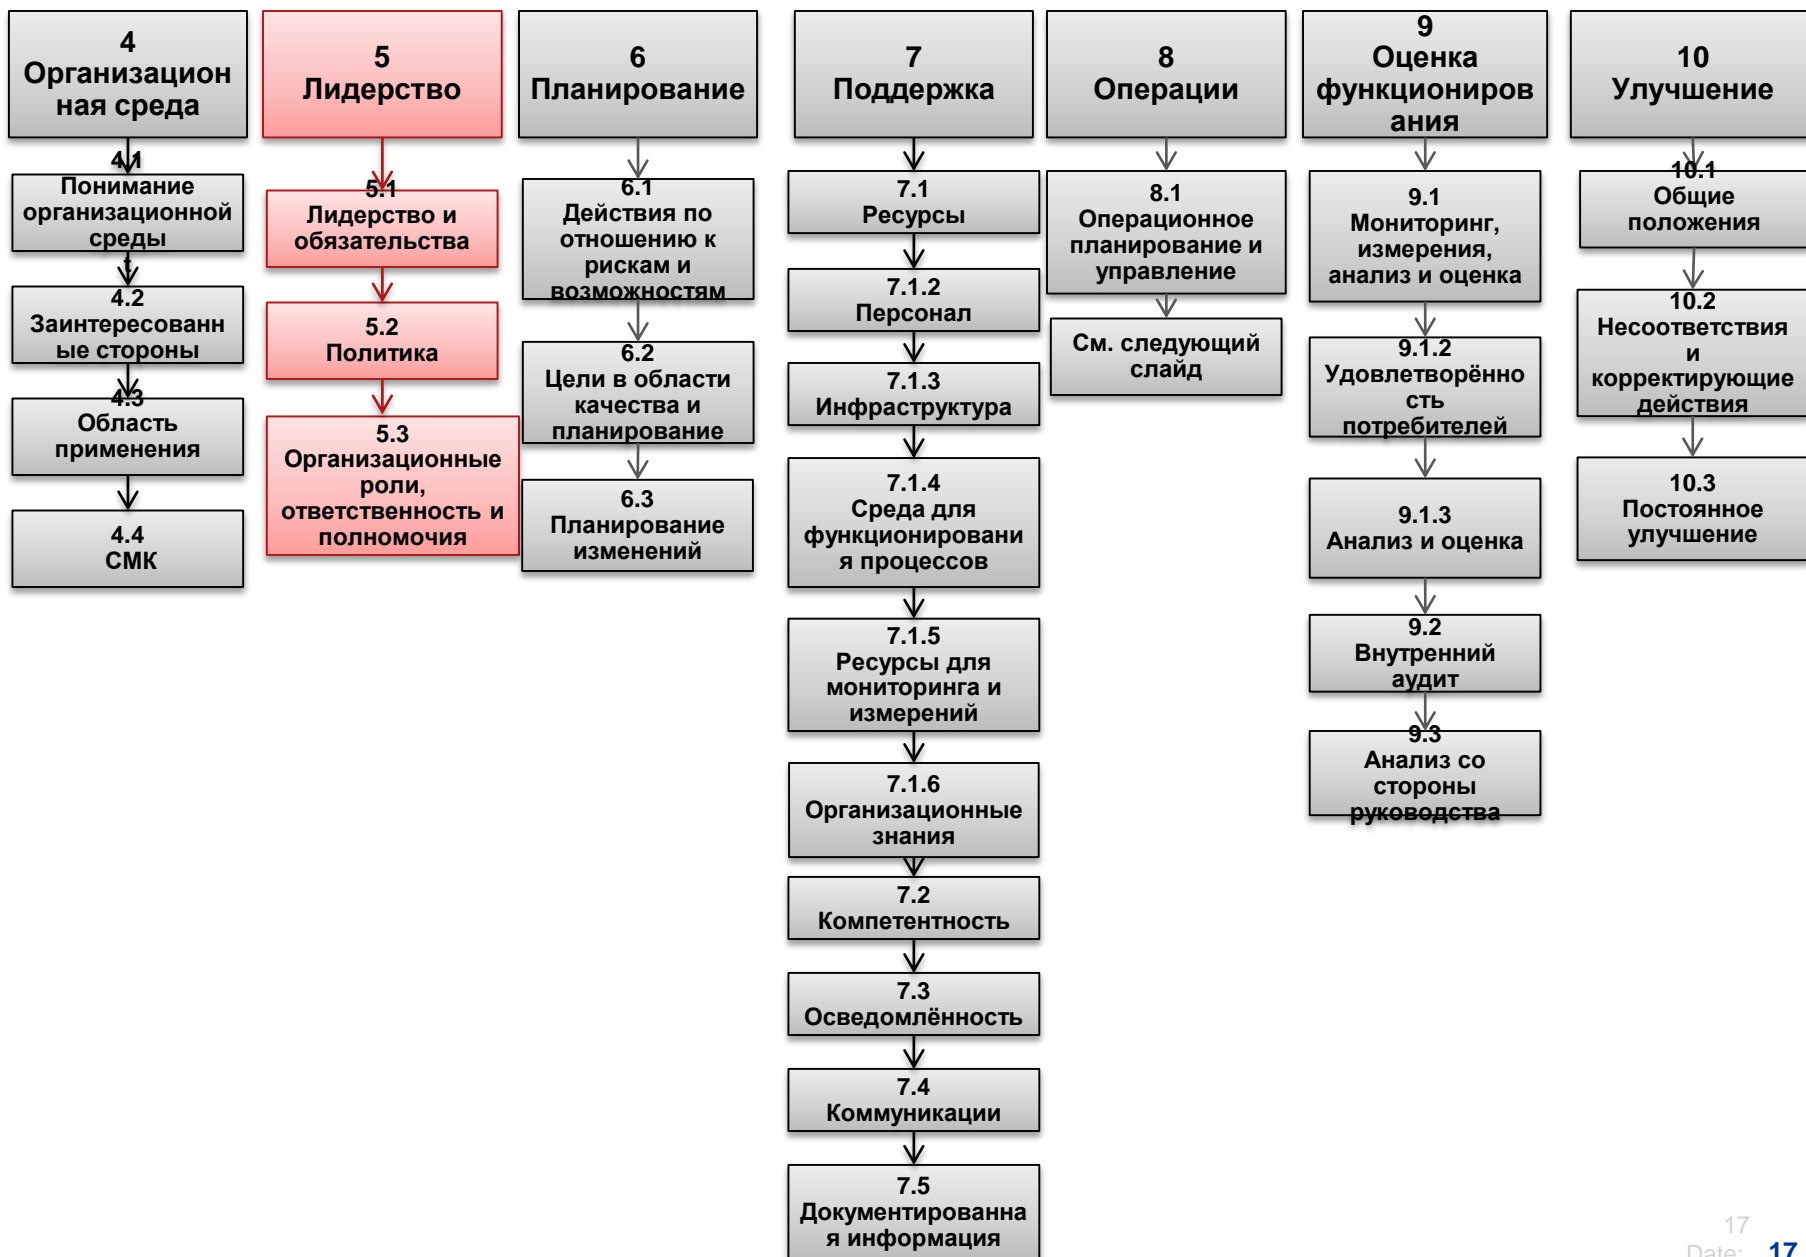 4
Организацион
ная среда
4.1
Понимание
организационной
среды
t
4.2
Заинтересованн
ые стороны
4.3
Область
применения
4.4
СМК
5
Лидерство
5.1
Лидерство и
обязательства
5.2
Политика
5.3
Организационные
роли,
ответственность и
полномочия
6
Планирование
6.1
Действия по
отношению к
рискам и
возможностям
6.2
Цели в области
качества и
планирование
6.3
Планирование
изменений
7
Поддержка
7.1
Ресурсы
7.1.2
Персонал
7.1.3
Инфраструктура
7.1.4
Среда для
функционировани
я процессов
7.1.5
Ресурсы для
мониторинга и
измерений
7.1.6
Организационные
знания
7.2
Компетентность
7.3
Осведомлённость
7.4
Коммуникации
7.5
Документированна
я информация
8
Операции
8.1
Операционное
планирование и
управление
См. следующий
слайд
9
Оценка
функциониров
ания
9.1
Мониторинг,
измерения,
анализ и оценка
9.1.2
Удовлетворённо
сть
потребителей
9.1.3
Анализ и оценка
9.2
Внутренний
аудит
9.3
Анализ со
стороны
руководства
10
Улучшение
10.1
Общие
положения
10.2
Несоответствия
и
корректирующие
действия
10.3
Постоянное
улучшение
17
Date: 17